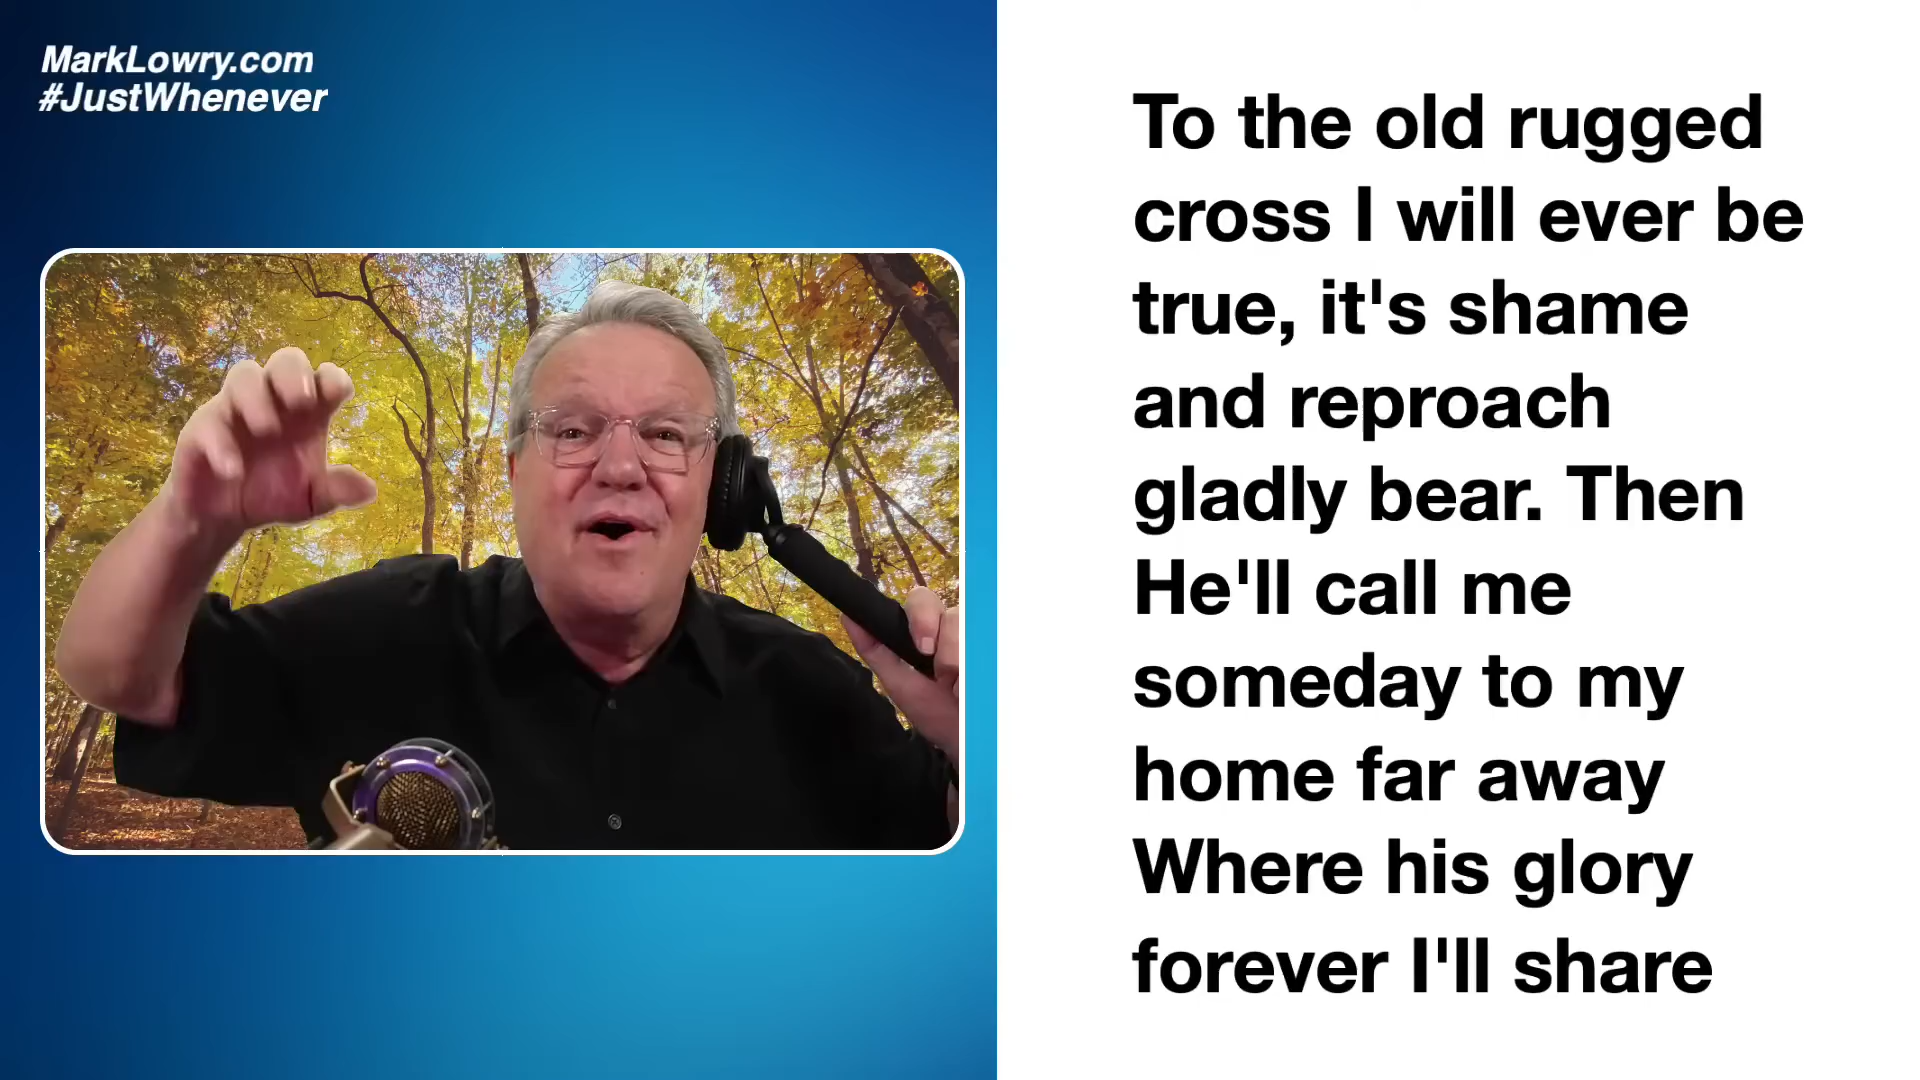 MarkLowry.com
#JustWhenever
To the old rugged
cross I will ever be
true, it's shame
and reproach
gladly bear. Then
He'll call me
someday to my
home far away
Where his glory
forever I'll share